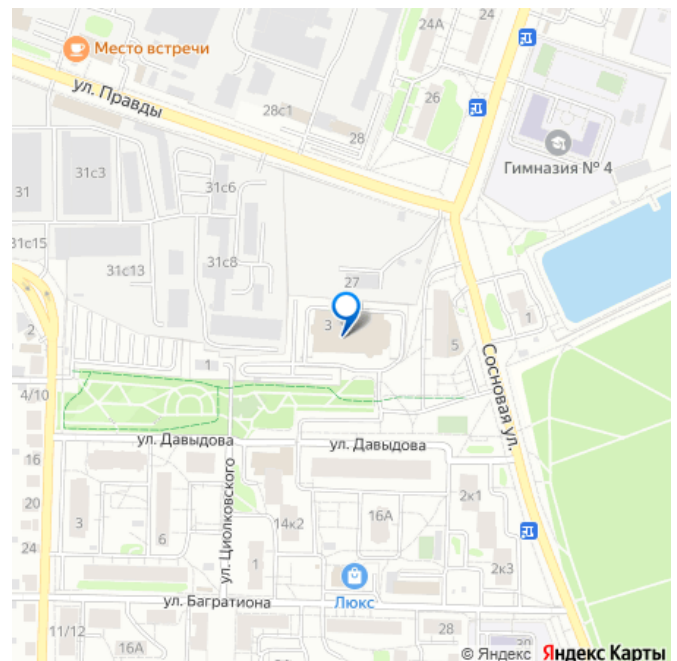 24А
24
Место встречи
26
ул. Правды
28с1
28
Гимназия № 4
31с3
31с6
31
31с15
31с8
31с13
27
3
2
1
5
1
4/10
Сосновая ул.
ул. Давыдова
ул. Давыдова
16
ул. Циолковского
2к1
20
3
14к2
16А
6
24
1
2к3
Люкс
ул. Багратиона
11/12
28
16А
30
© Яндекс Яндекс Карты